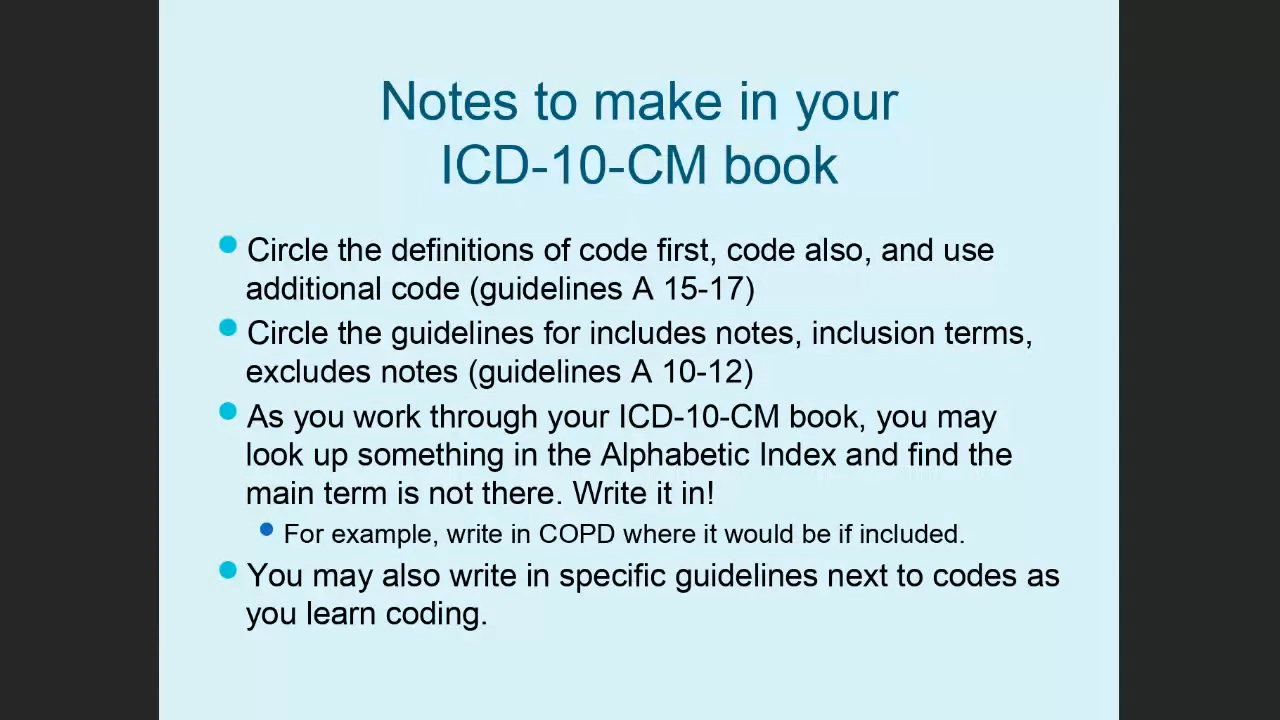 Notes to make in your
ICD-10-CM book
Circle the definitions of code first, code also, and use
additional code (guidelines A 15-17)
Circle the guidelines for includes notes, inclusion terms,
excludes notes (guidelines A 10-12)
As you work through your ICD-10-CM book, you may
look up something in the Alphabetic Index and find the
main term is not there. Write it in!
For example, write in COPD where it would be if included.
You may also write in specific guidelines next to codes as
you learn coding.